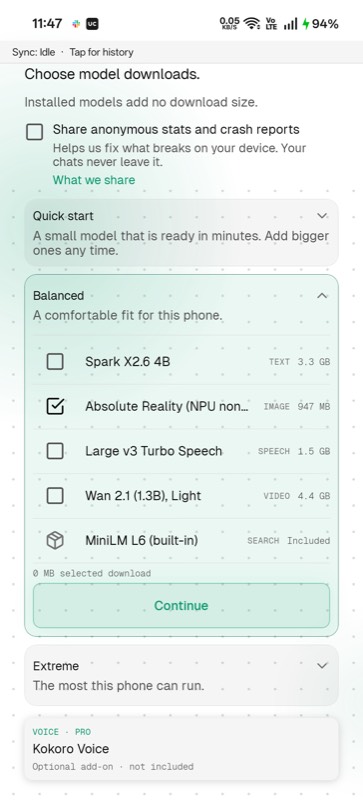 11:47 UC 0.05 KB/S Vo LTE 94%
Sync: Idle · Tap for history
Choose model downloads.
Installed models add no download size.
Share anonymous stats and crash reports
Helps us fix what breaks on your device. Your
chats never leave it.
What we share
Quick start
A small model that is ready in minutes. Add bigger
ones any time.
Balanced
A comfortable fit for this phone.
Spark X2.6 4B TEXT 3.3 GB
Absolute Reality (NPU non... IMAGE 947 MB
Large v3 Turbo Speech SPEECH 1.5 GB
Wan 2.1 (1.3B), Light VIDEO 4.4 GB
MiniLM L6 (built-in) SEARCH Included
0 MB selected download
Continue
Extreme
The most this phone can run.
VOICE · PRO
Kokoro Voice
Optional add-on · not included